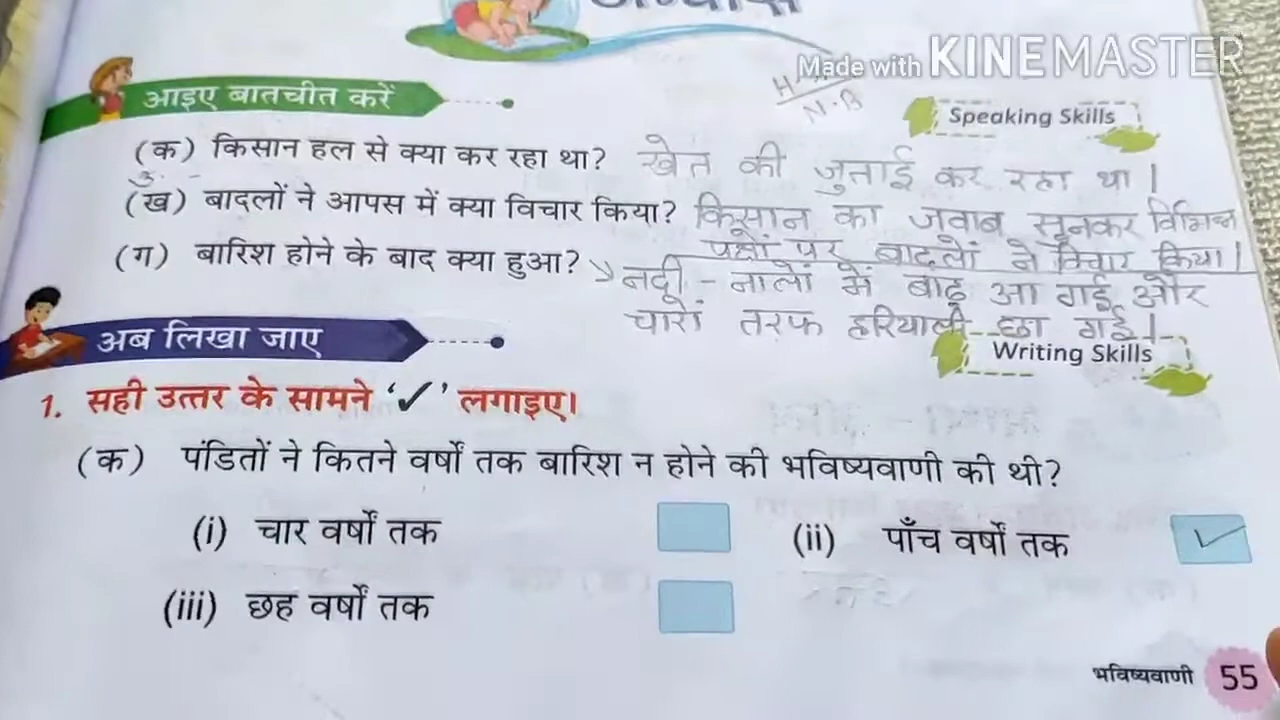 अभ्यास
Made with KINEMASTER
H-W
N.B
आइए बातचीत करें
Speaking Skills
(क) किसान हल से क्या कर रहा था? खेत की जुताई कर रहा था।
(ख) बादलों ने आपस में क्या विचार किया? किसान का जवाब सूनकर विभिन्न
पक्षों पर बादलों ने विचार किया।
(ग) बारिश होने के बाद क्या हुआ? नदी - नालों में बाढ़ आ गई और
चारों तरफ हरियाली छा गई।
अब लिखा जाए
Writing Skills
1. सही उत्तर के सामने ‘✓’ लगाइए।
(क) पंडितों ने कितने वर्षों तक बारिश न होने की भविष्यवाणी की थी?
(i) चार वर्षों तक (ii) पाँच वर्षों तक ✓
(iii) छह वर्षों तक
भविष्यवाणी 55